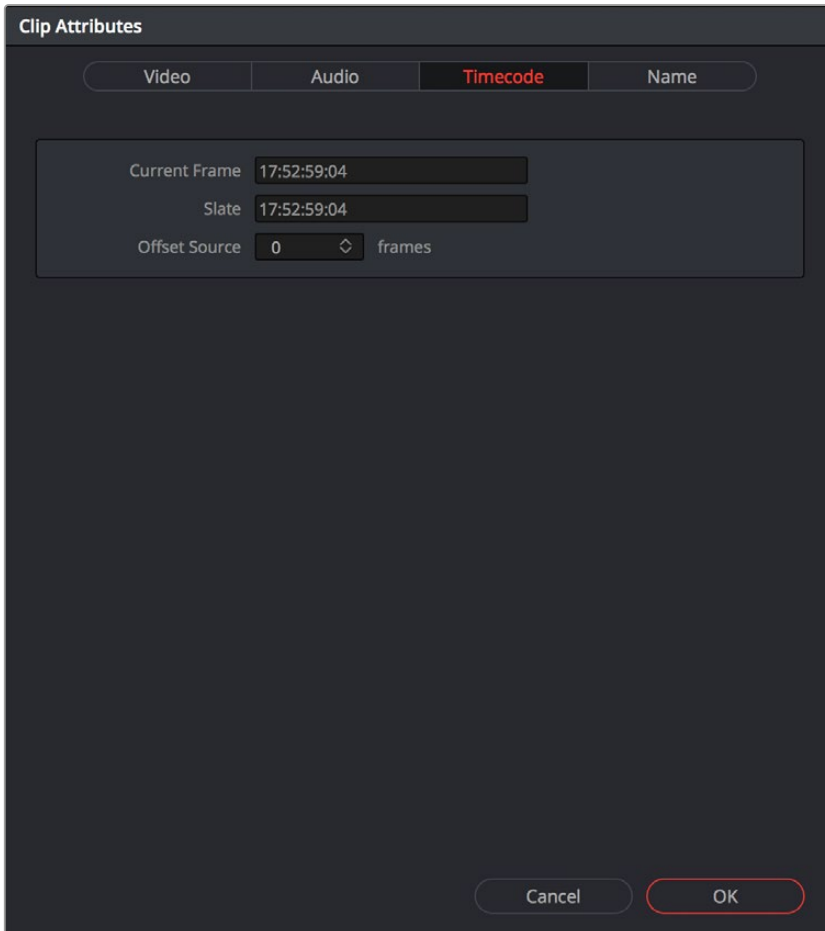 Clip Attributes
Video Audio Timecode Name
Current Frame 17:52:59:04
Slate 17:52:59:04
Offset Source 0 frames
Cancel OK